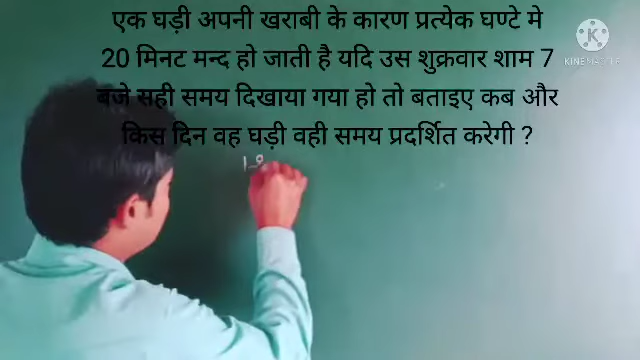 एक घड़ी अपनी खराबी के कारण प्रत्येक घण्टे मे
20 मिनट मन्द हो जाती है यदि उस शुक्रवार शाम 7
बजे सही समय दिखाया गया हो तो बताइए कब और
किस दिन वह घड़ी वही समय प्रदर्शित करेगी ?
KINEMASTER